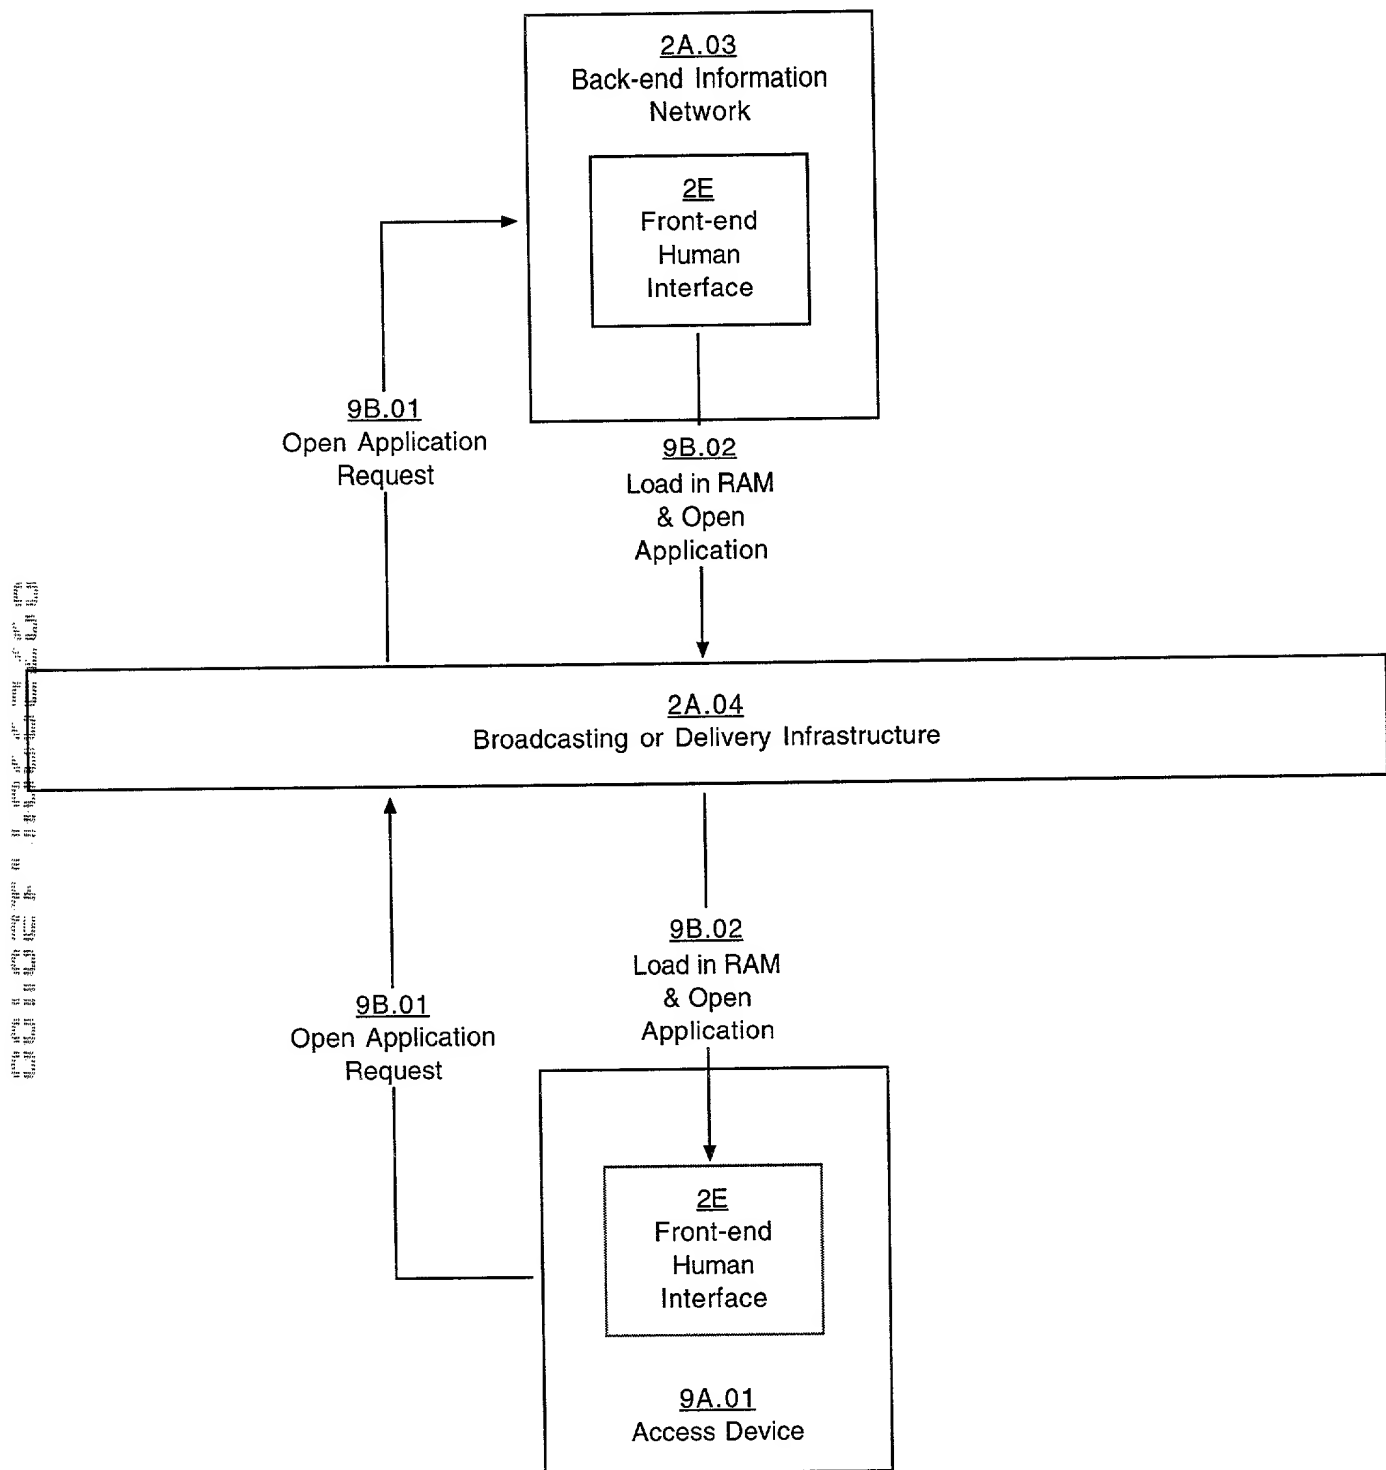 2A.03
Back-end Information
Network
2E
Front-end
Human
Interface
9B.01
Open Application
Request
9B.02
Load in RAM
& Open
Application
2A.04
Broadcasting or Delivery Infrastructure
9B.02
Load in RAM
& Open
Application
9B.01
Open Application
Request
2E
Front-end
Human
Interface
9A.01
Access Device